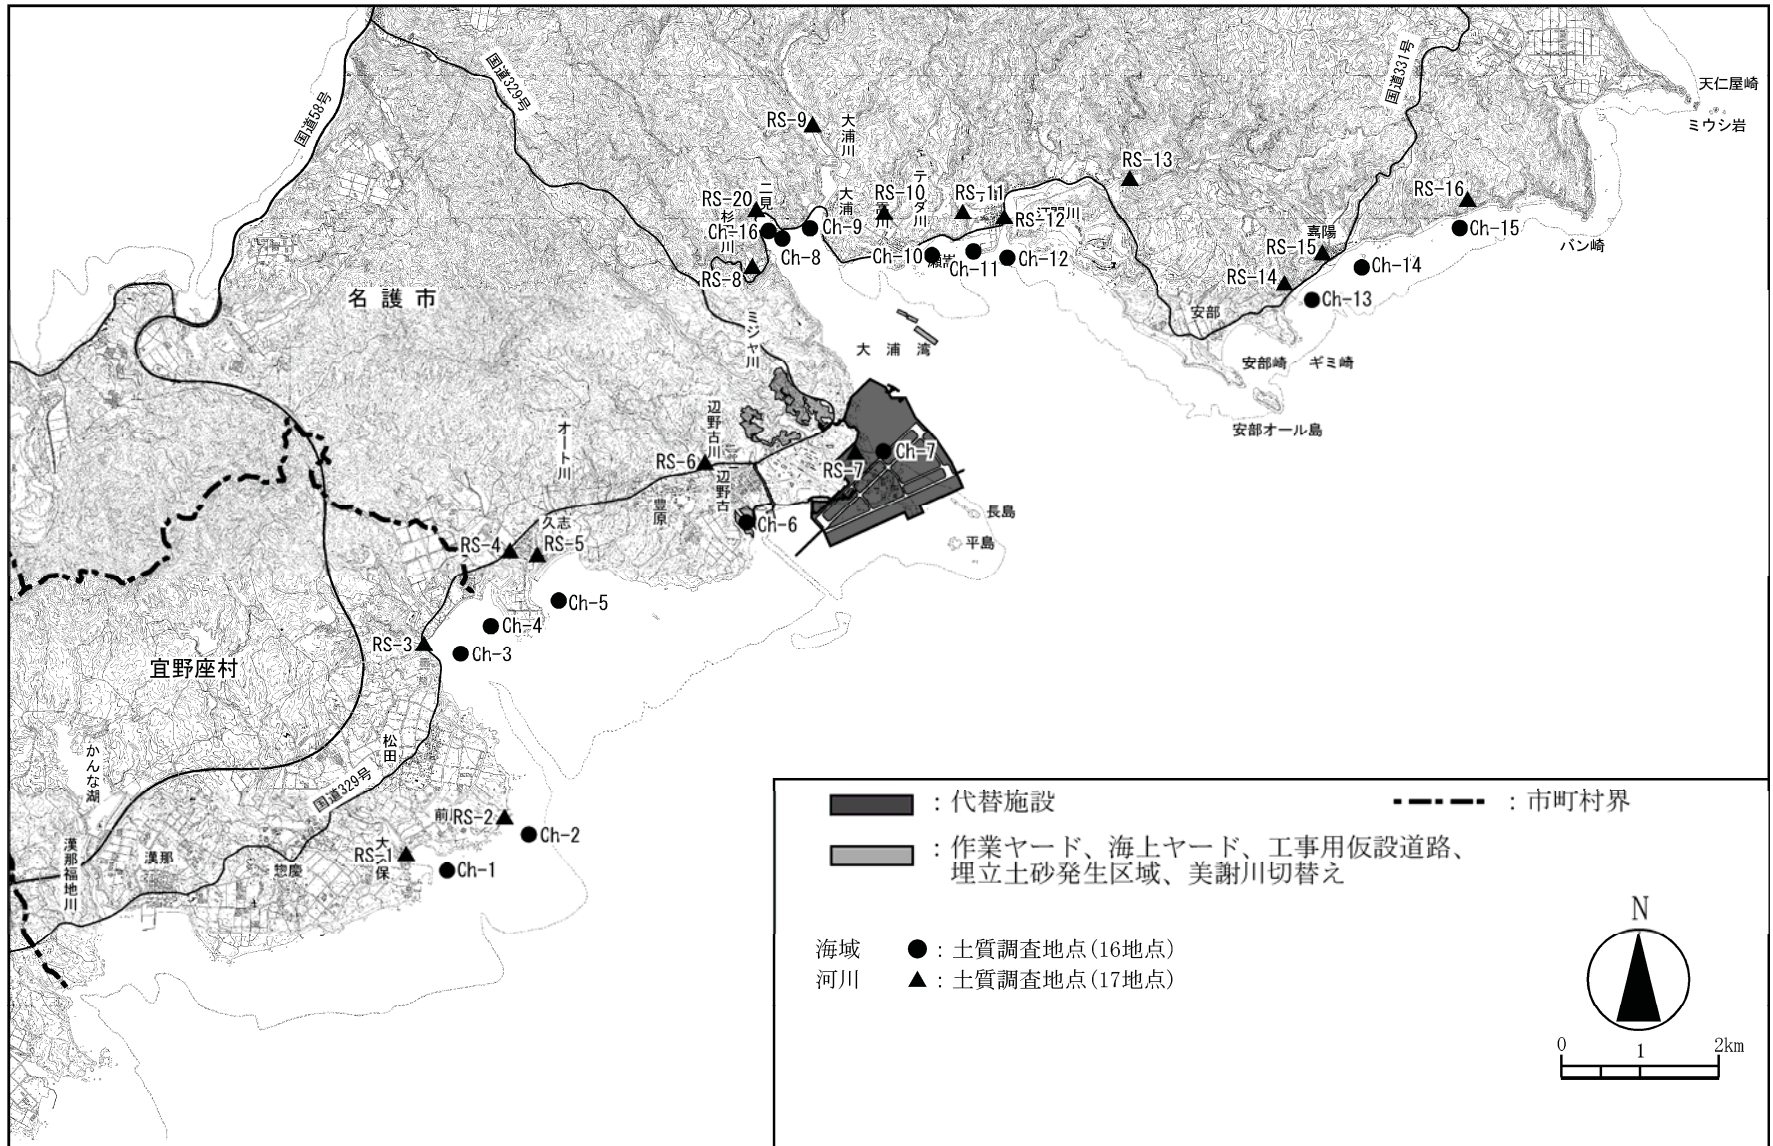 国道58号
国道329号
国道331号
天仁屋崎
ミウシ岩
バン崎
RS-9
大浦川
RS-13
RS-20
二見
杉
川
Ch-16
Ch-8
Ch-9
大浦
RS-10
テ
ダ川
RS-11
RS-12
RS-16
Ch-15
嘉陽
RS-15
Ch-14
RS-14
Ch-13
RS-8
Ch-10
Ch-11
Ch-12
名護市
ミジャ川
大浦湾
安部
安部崎
ギミ崎
安部オール島
辺野古川
オート川
RS-6
辺野古
豊原
RS-7
Ch-7
Ch-6
長島
平島
久志
RS-4
RS-5
Ch-5
Ch-4
RS-3
Ch-3
宜野座村
かんな湖
松田
国道329号
前
RS-2
Ch-2
大
保
RS-1
Ch-1
漢那
惣慶
漢那福地川
：代替施設
：市町村界
：作業ヤード、海上ヤード、工事用仮設道路、
埋立土砂発生区域、美謝川切替え
海域 ●：土質調査地点(16地点)
河川 ▲：土質調査地点(17地点)
N
0 1 2km